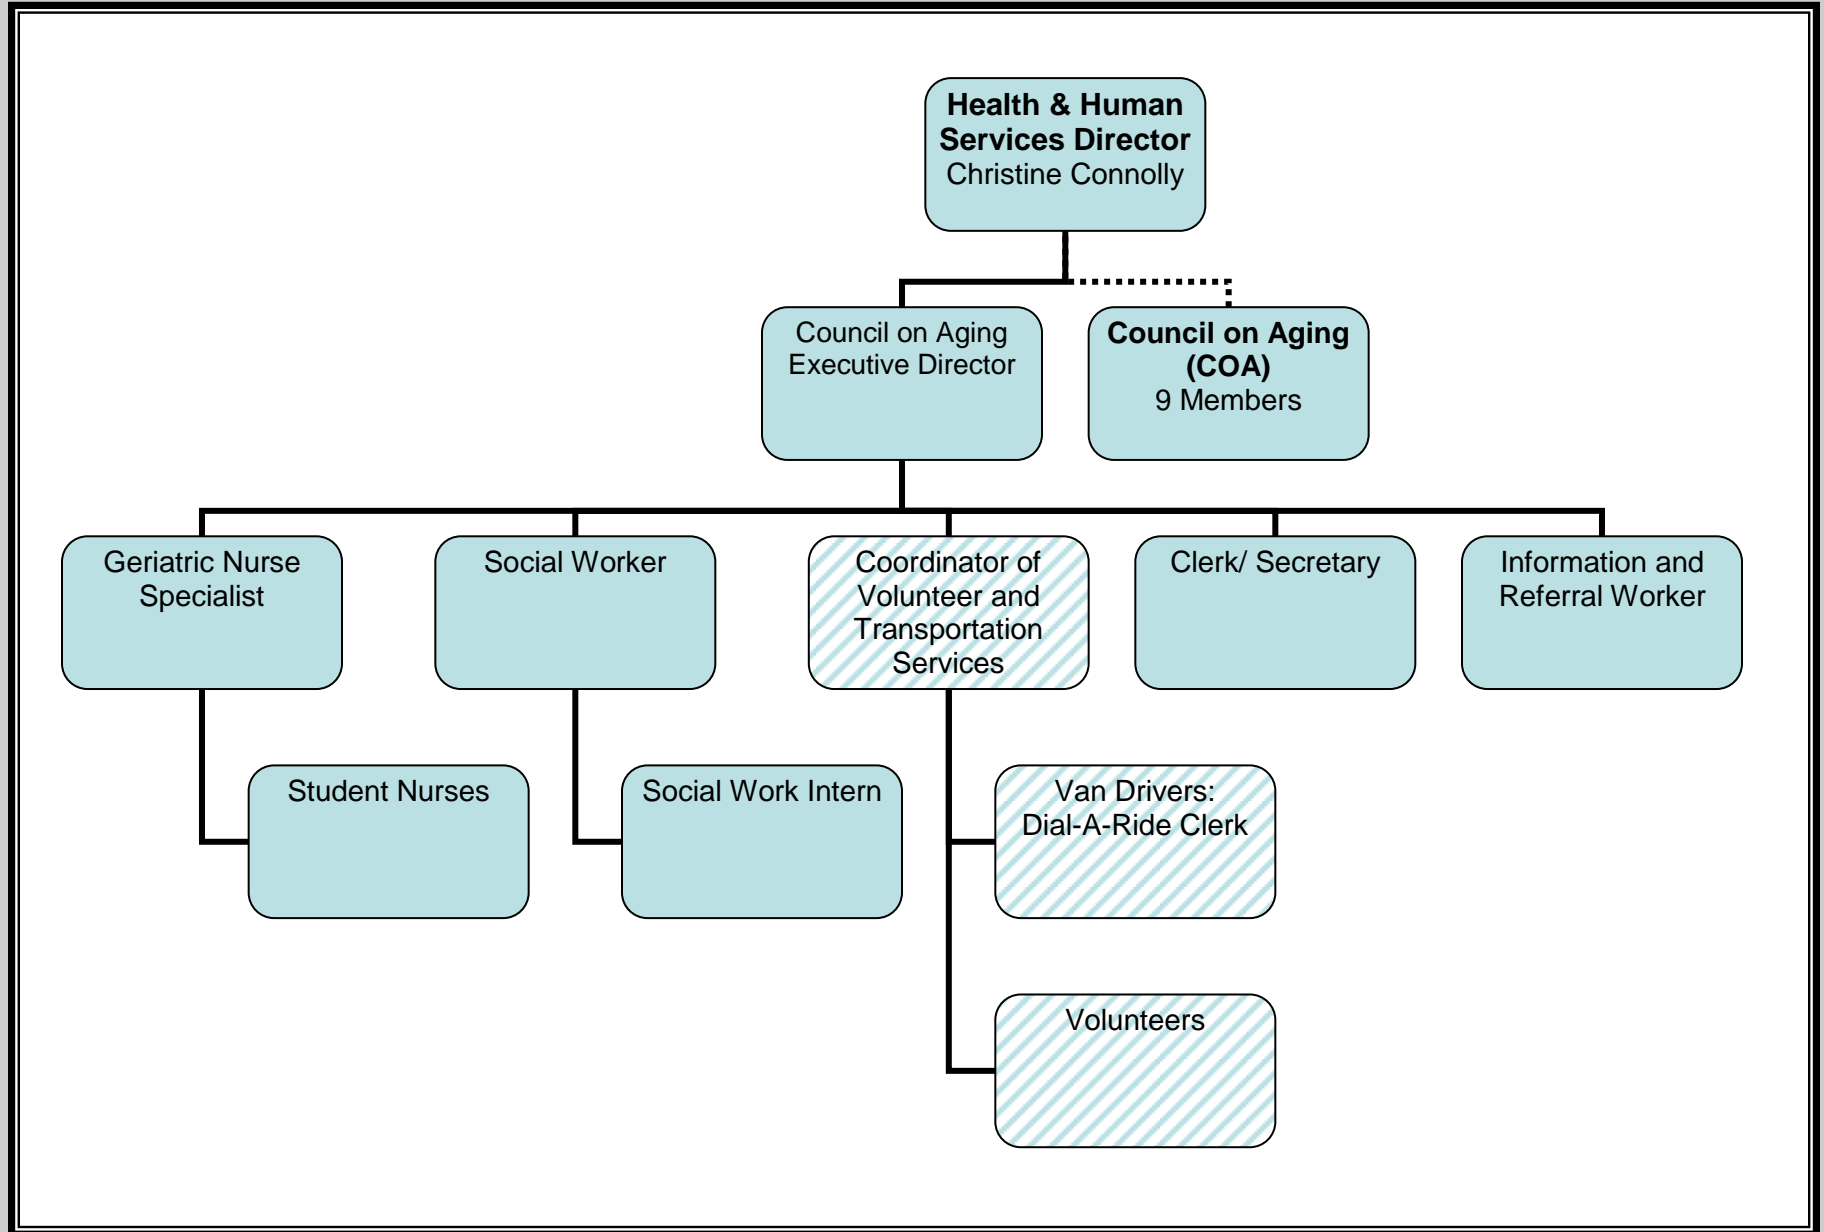 Health & Human
Services Director
Christine Connolly
Council on Aging
Executive Director
Council on Aging
(COA)
9 Members
Geriatric Nurse
Specialist
Social Worker
Coordinator of
Volunteer and
Transportation
Services
Clerk/ Secretary
Information and
Referral Worker
Student Nurses
Social Work Intern
Van Drivers:
Dial-A-Ride Clerk
Volunteers